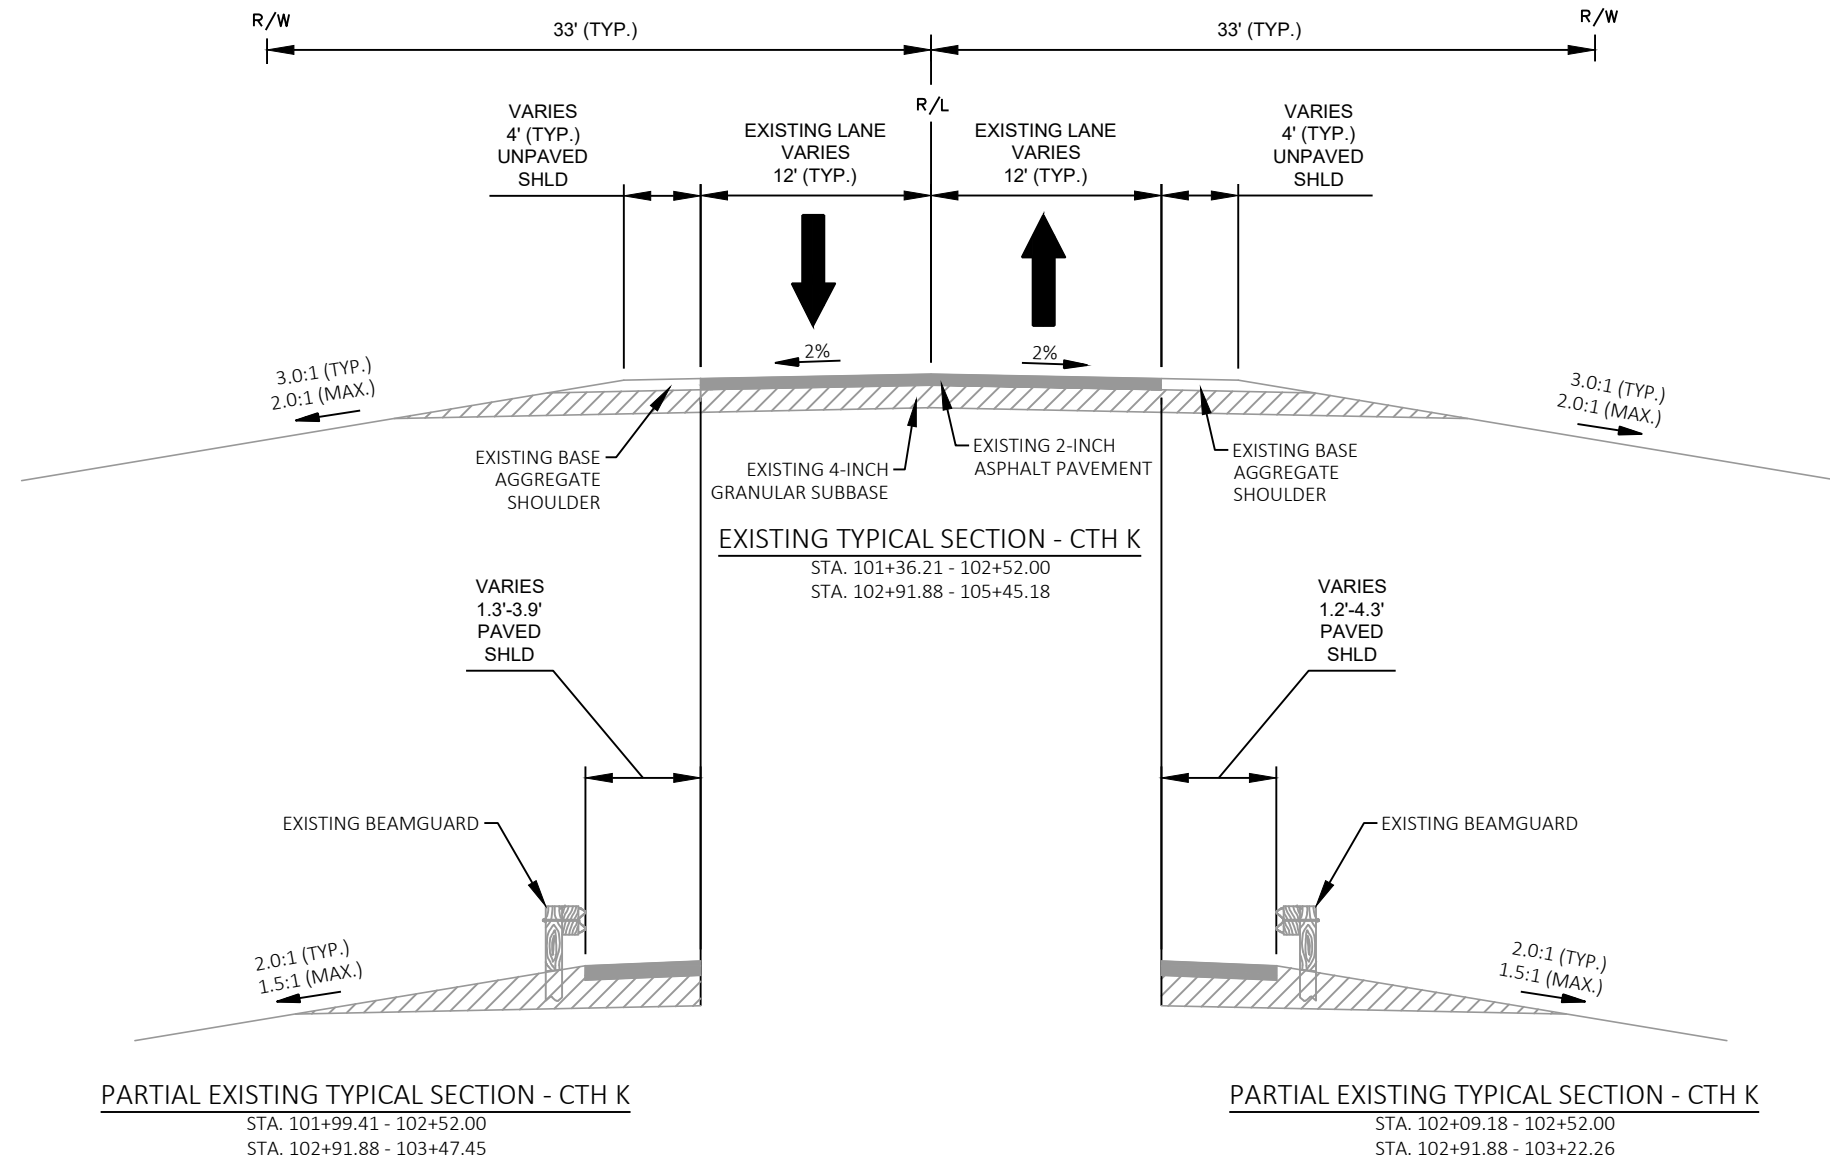 R/W
33' (TYP.)
33' (TYP.)
R/W
R/L
VARIES
4' (TYP.)
UNPAVED
SHLD
EXISTING LANE
VARIES
12' (TYP.)
EXISTING LANE
VARIES
12' (TYP.)
VARIES
4' (TYP.)
UNPAVED
SHLD
2%
2%
3.0:1 (TYP.)
2.0:1 (MAX.)
3.0:1 (TYP.)
2.0:1 (MAX.)
EXISTING BASE
AGGREGATE
SHOULDER
EXISTING 4-INCH
GRANULAR SUBBASE
EXISTING 2-INCH
ASPHALT PAVEMENT
EXISTING BASE
AGGREGATE
SHOULDER
EXISTING TYPICAL SECTION - CTH K
STA. 101+36.21 - 102+52.00
STA. 102+91.88 - 105+45.18
VARIES
1.3'-3.9'
PAVED
SHLD
VARIES
1.2'-4.3'
PAVED
SHLD
EXISTING BEAMGUARD
EXISTING BEAMGUARD
2.0:1 (TYP.)
1.5:1 (MAX.)
2.0:1 (TYP.)
1.5:1 (MAX.)
PARTIAL EXISTING TYPICAL SECTION - CTH K
STA. 101+99.41 - 102+52.00
STA. 102+91.88 - 103+47.45
PARTIAL EXISTING TYPICAL SECTION - CTH K
STA. 102+09.18 - 102+52.00
STA. 102+91.88 - 103+22.26